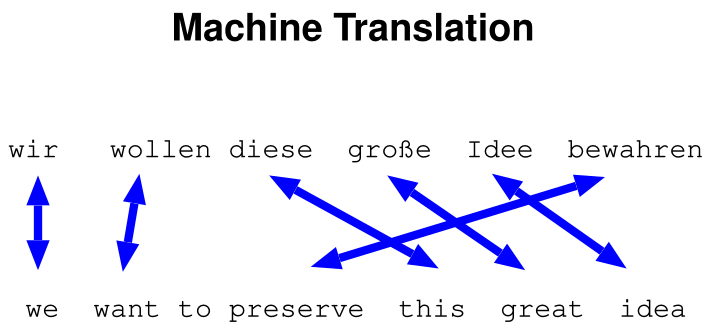 Machine Translation
wir wollen diese große Idee bewahren
we want to preserve this great idea